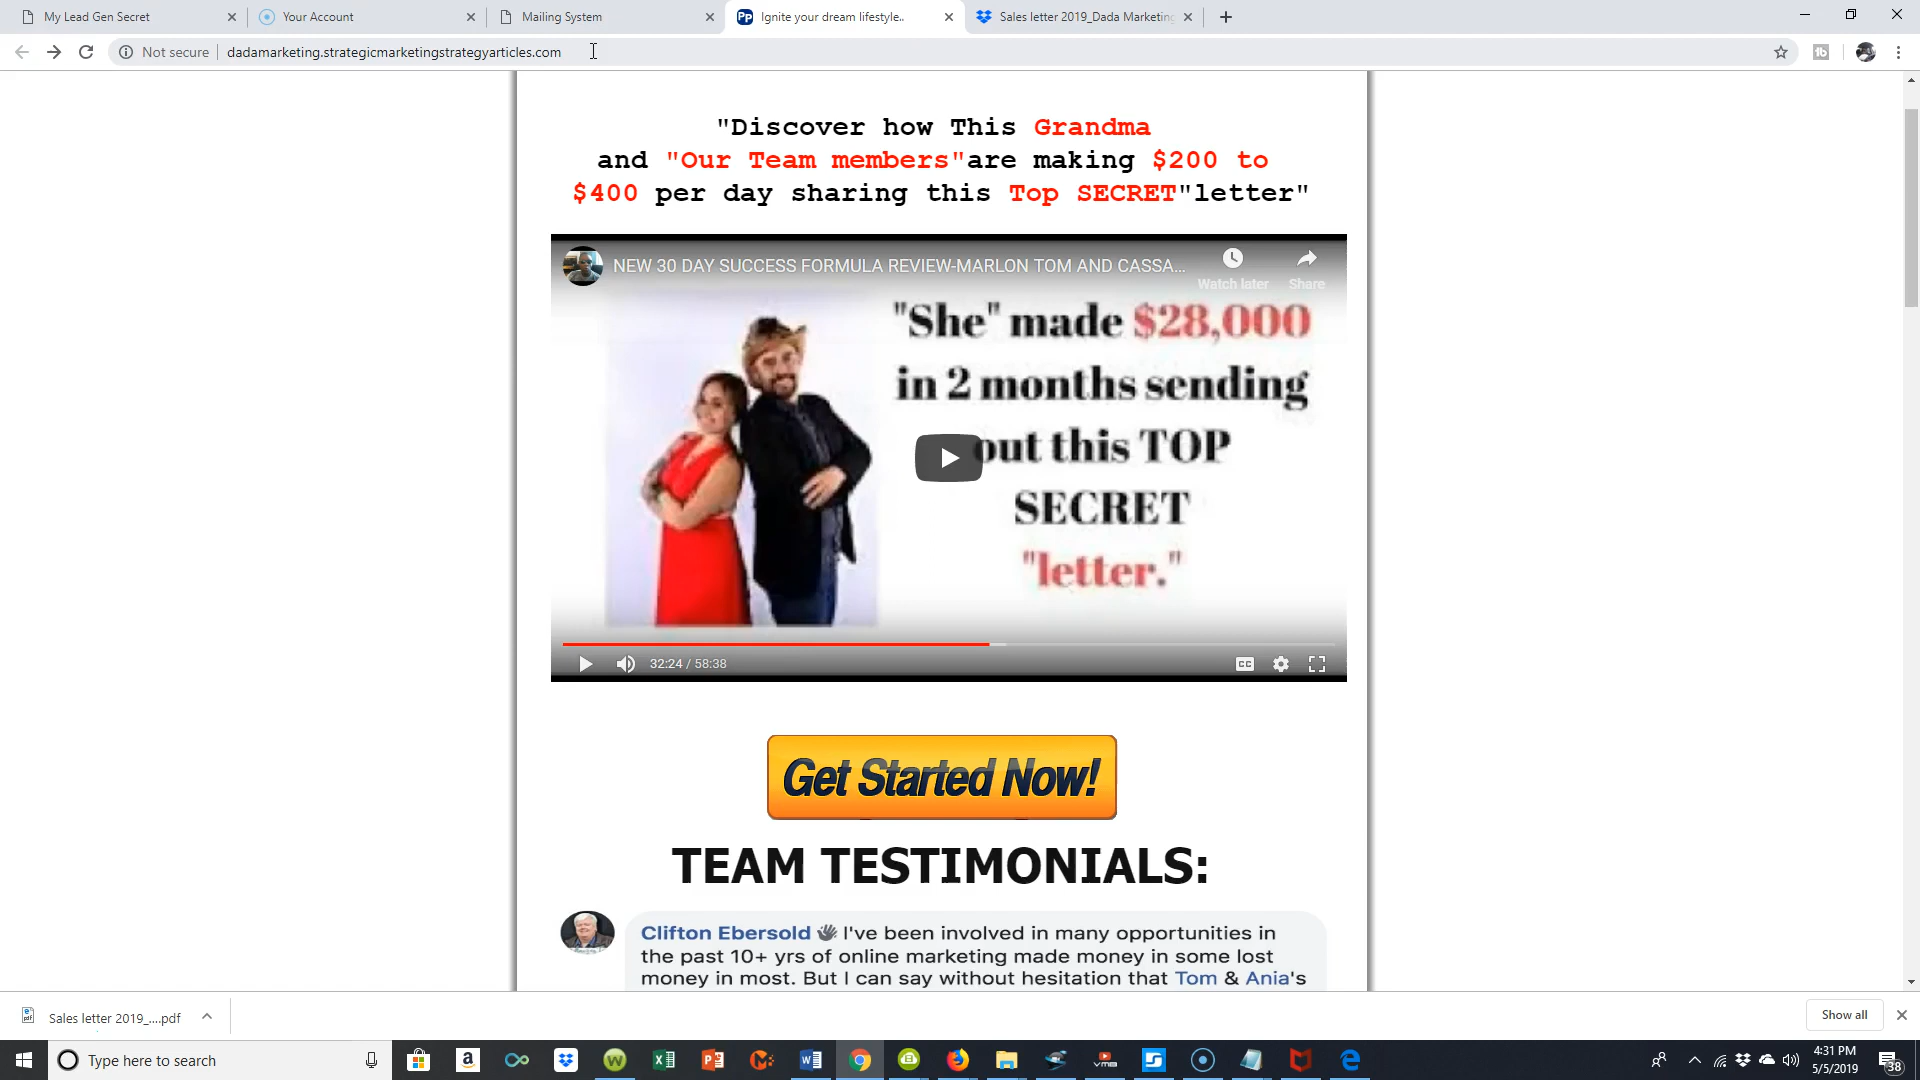 My Lead Gen Secret
Your Account
Mailing System
Ignite your dream lifestyle..
Sales letter 2019_Dada Marketing
Not secure
dadamarketing.strategicmarketingstrategyarticles.com
"Discover how This Grandma
and "Our Team members"are making $200 to
$400 per day sharing this Top SECRET"letter"
NEW 30 DAY SUCCESS FORMULA REVIEW-MARLON TOM AND CASSA...
Watch later
Share
"She" made $28,000
in 2 months sending
out this TOP
SECRET
"letter."
32:24 / 58:38
CC
Get Started Now!
TEAM TESTIMONIALS:
Clifton Ebersold I've been involved in many opportunities in
the past 10+ yrs of online marketing made money in some lost
money in most. But I can say without hesitation that Tom & Ania's
Sales letter 2019_....pdf
Show all
Type here to search
4:31 PM
5/5/2019
38